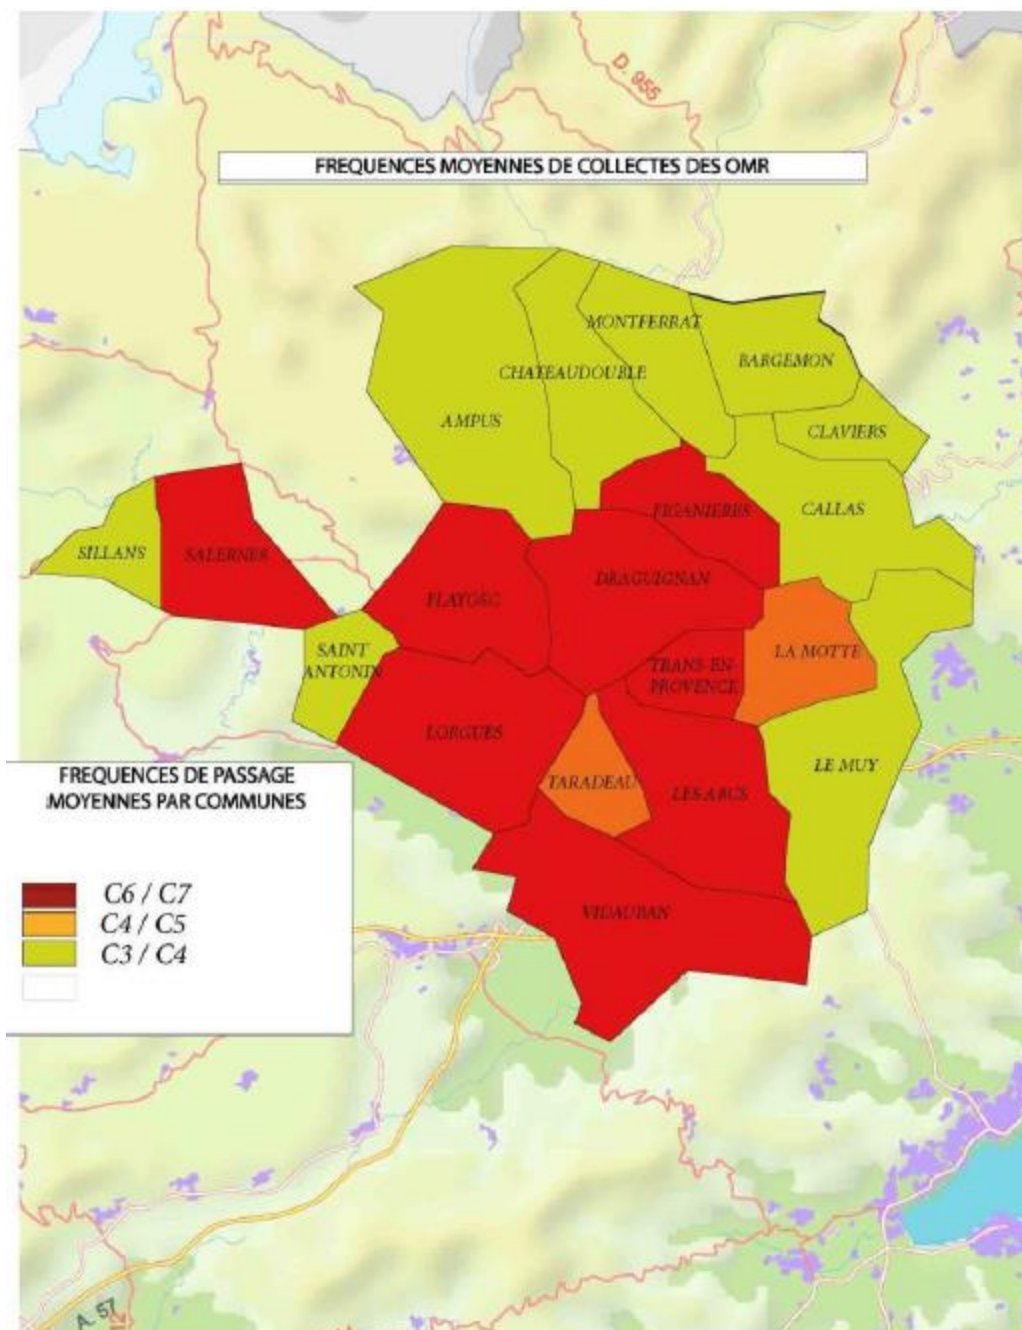 D. 955
FREQUENCES MOYENNES DE COLLECTES DES OMR
MONTFERRAT
BARGEMON
CHATEAUDOUBLE
AMPUS
CLAVIERS
FIGANIERES
CALLAS
SILLANS
SALERNES
DRAGUIGNAN
FLAYOSC
SAINT
ANTONIN
TRANS-EN-
PROVENCE
LA MOTTE
LORGUES
LE MUY
TARADEAU
LES ARCS
FREQUENCES DE PASSAGE
MOYENNES PAR COMMUNES
C6 / C7
C4 / C5
C3 / C4
VIDAUBAN
A. 57